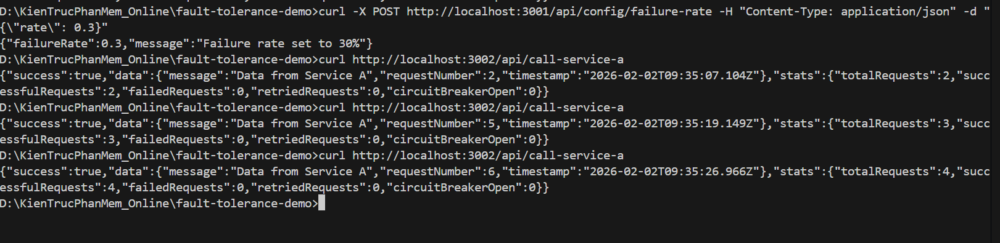 D:\KienTrucPhanMem_Online\fault-tolerance-demo>curl -X POST http://localhost:3001/api/config/failure-rate -H "Content-Type: application/json" -d "
{\"rate\": 0.3}"
{"failureRate":0.3,"message":"Failure rate set to 30%"}
D:\KienTrucPhanMem_Online\fault-tolerance-demo>curl http://localhost:3002/api/call-service-a
{"success":true,"data":{"message":"Data from Service A","requestNumber":2,"timestamp":"2026-02-02T09:35:07.104Z"},"stats":{"totalRequests":2,"succ
essfulRequests":2,"failedRequests":0,"retriedRequests":0,"circuitBreakerOpen":0}}
D:\KienTrucPhanMem_Online\fault-tolerance-demo>curl http://localhost:3002/api/call-service-a
{"success":true,"data":{"message":"Data from Service A","requestNumber":5,"timestamp":"2026-02-02T09:35:19.149Z"},"stats":{"totalRequests":3,"succ
essfulRequests":3,"failedRequests":0,"retriedRequests":0,"circuitBreakerOpen":0}}
D:\KienTrucPhanMem_Online\fault-tolerance-demo>curl http://localhost:3002/api/call-service-a
{"success":true,"data":{"message":"Data from Service A","requestNumber":6,"timestamp":"2026-02-02T09:35:26.966Z"},"stats":{"totalRequests":4,"succ
essfulRequests":4,"failedRequests":0,"retriedRequests":0,"circuitBreakerOpen":0}}
D:\KienTrucPhanMem_Online\fault-tolerance-demo>